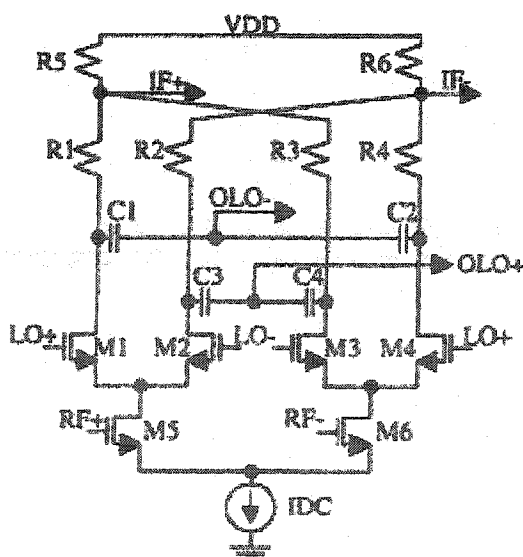 VDD
R5 R6
IF+ IF-
R1 R2 R3 R4
OLO-
C1 C2
OLO+
C3 C4
LO+ M1 M2 LO- M3 M4 LO+
RF+ M5 RF- M6
IDC